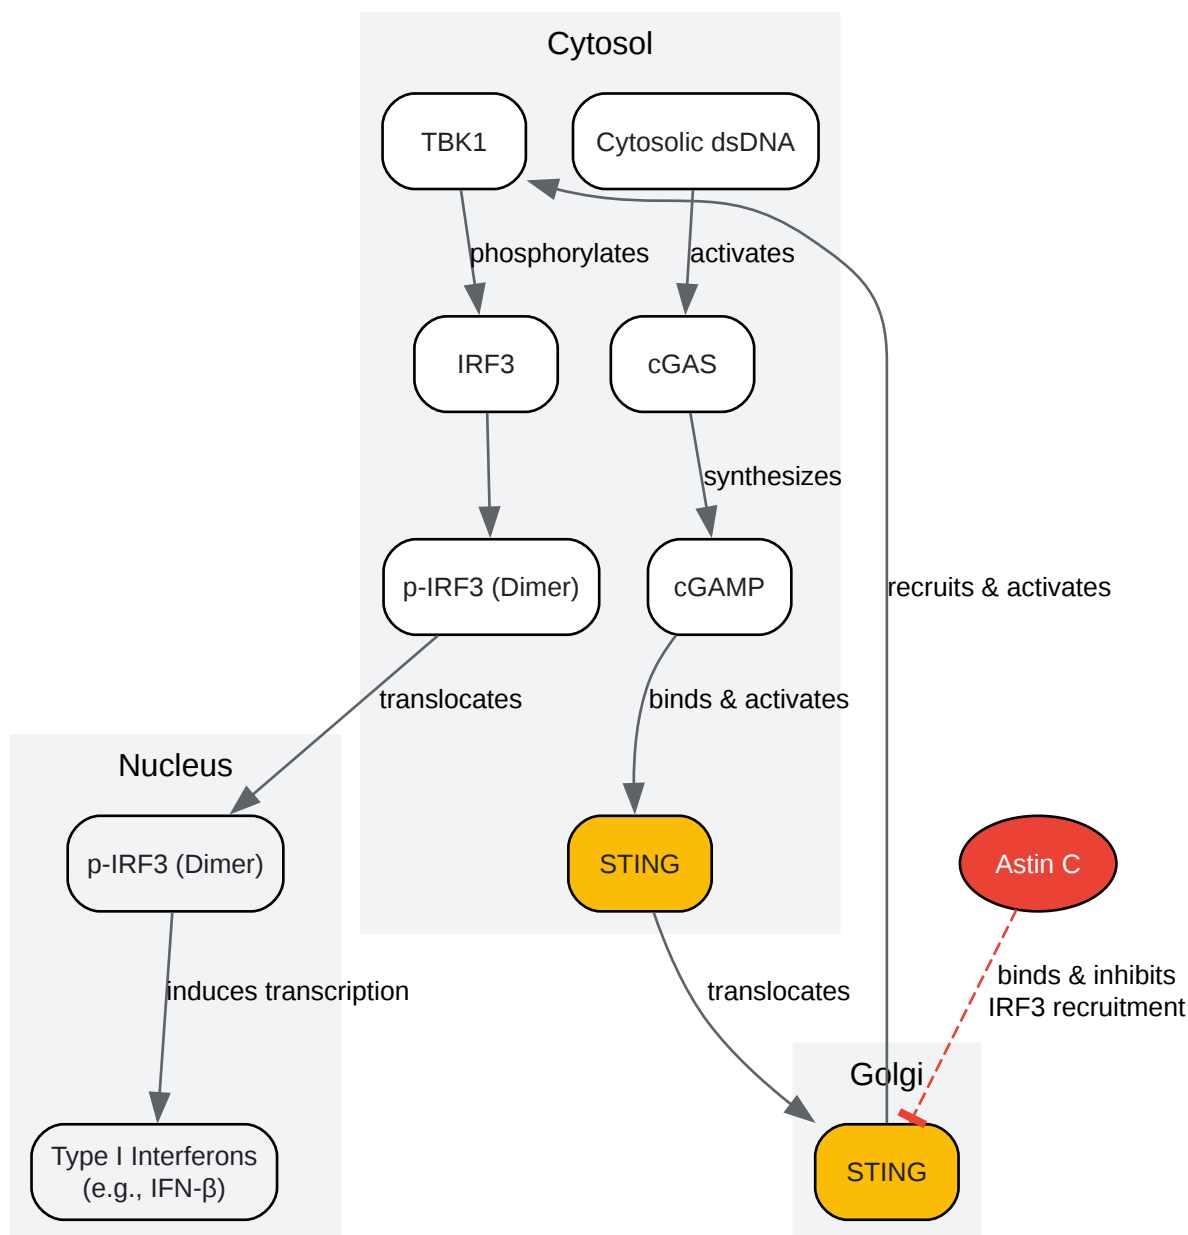 Cytosol
TBK1
Cytosolic dsDNA
phosphorylates
activates
IRF3
cGAS
synthesizes
p-IRF3 (Dimer)
cGAMP
recruits & activates
translocates
binds & activates
Nucleus
p-IRF3 (Dimer)
STING
Astin C
induces transcription
translocates
binds & inhibits
IRF3 recruitment
Golgi
Type I Interferons
(e.g., IFN-β)
STING